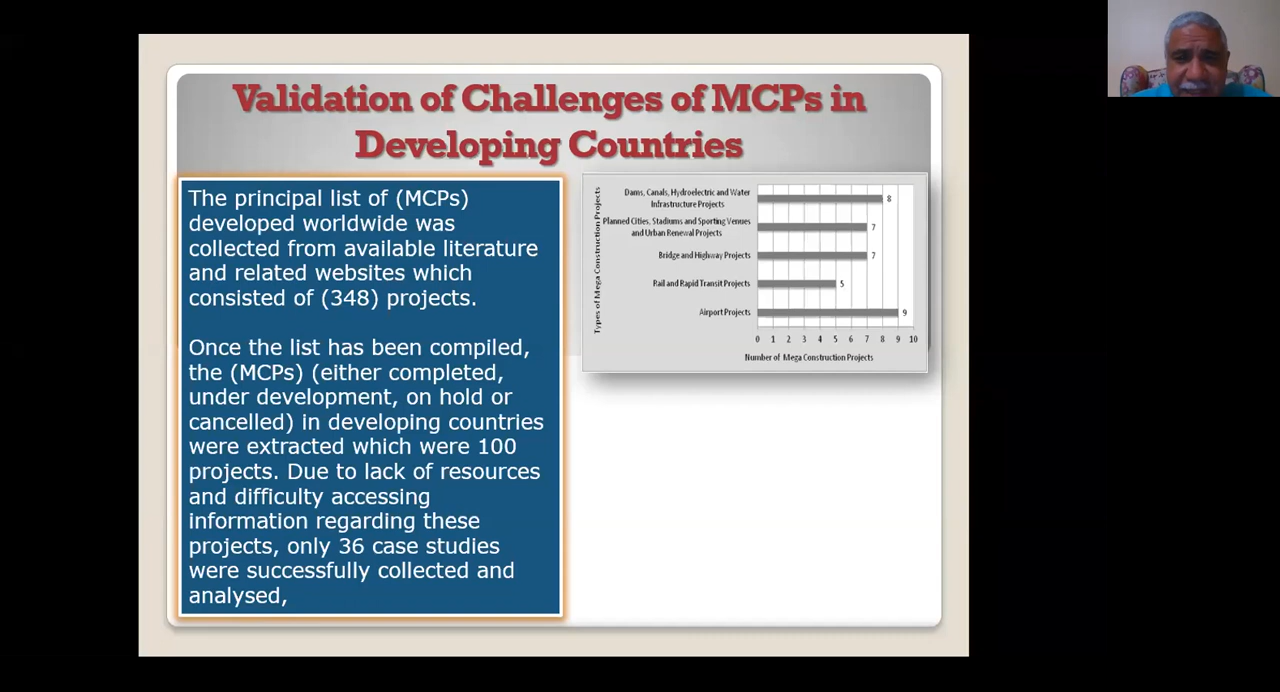 Validation of Challenges of MCPs in
Developing Countries
The principal list of (MCPs)
developed worldwide was
collected from available literature
and related websites which
consisted of (348) projects.
Once the list has been compiled,
the (MCPs) (either completed,
under development, on hold or
cancelled) in developing countries
were extracted which were 100
projects. Due to lack of resources
and difficulty accessing
information regarding these
projects, only 36 case studies
were successfully collected and
analysed,
Types of Mega Construction Projects
Dams, Canals, Hydroelectric and Water
Infrastructure Projects
8
Planned Cities, Stadiums and Sporting Venues
and Urban Renewal Projects
7
Bridge and Highway Projects
7
Rail and Rapid Transit Projects
5
Airport Projects
9
0 1 2 3 4 5 6 7 8 9 10
Number of Mega Construction Projects